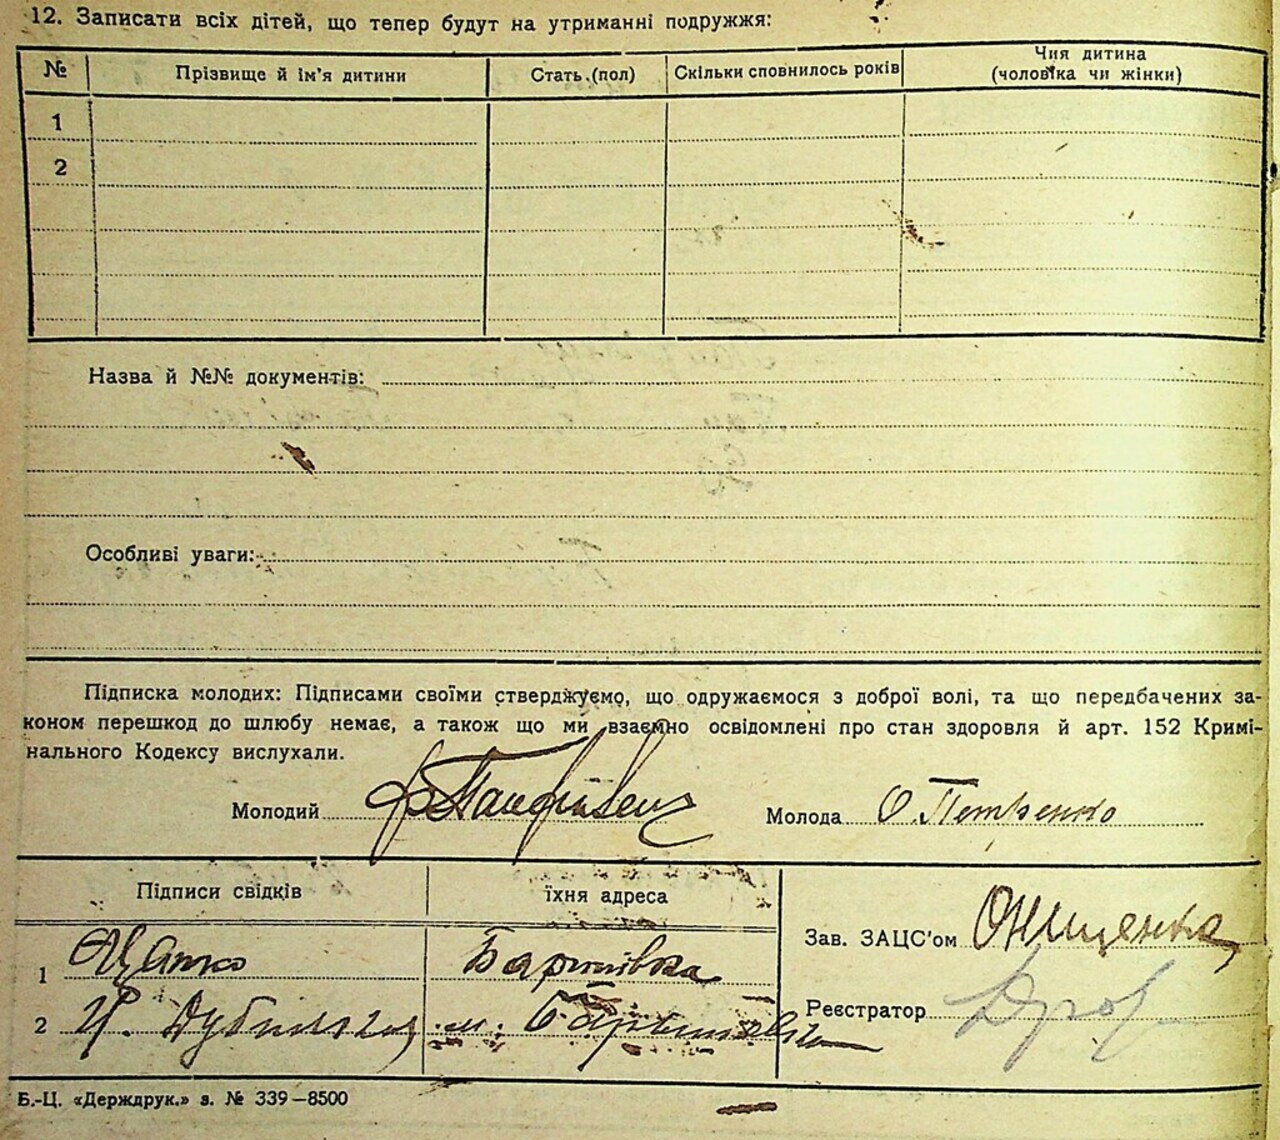 12. Записати всіх дітей, що тепер будут на утриманні подружжя:
№ Прізвище й ім'я дитини Стать (пол) Скільки сповнилось років Чия дитина
(чоловіка чи жінки)
1
2
Назва й №№ документів:
Особливі уваги:
Підписка молодих: Підписами своїми стверджуємо, що одружаємося з доброї волі, та що передбачених за-
коном перешкод до шлюбу немає, а також що ми взаємно освідомлені про стан здоровля й арт. 152 Кримі-
нального Кодексу вислухали.
Молодий Молода О. Петренко
Підписи свідків їхня адреса
Зав. ЗАЦС'ом Онищенко
1
Реєстратор
2 м.
Б.-Ц. «Держдрук.» з. № 339—8500